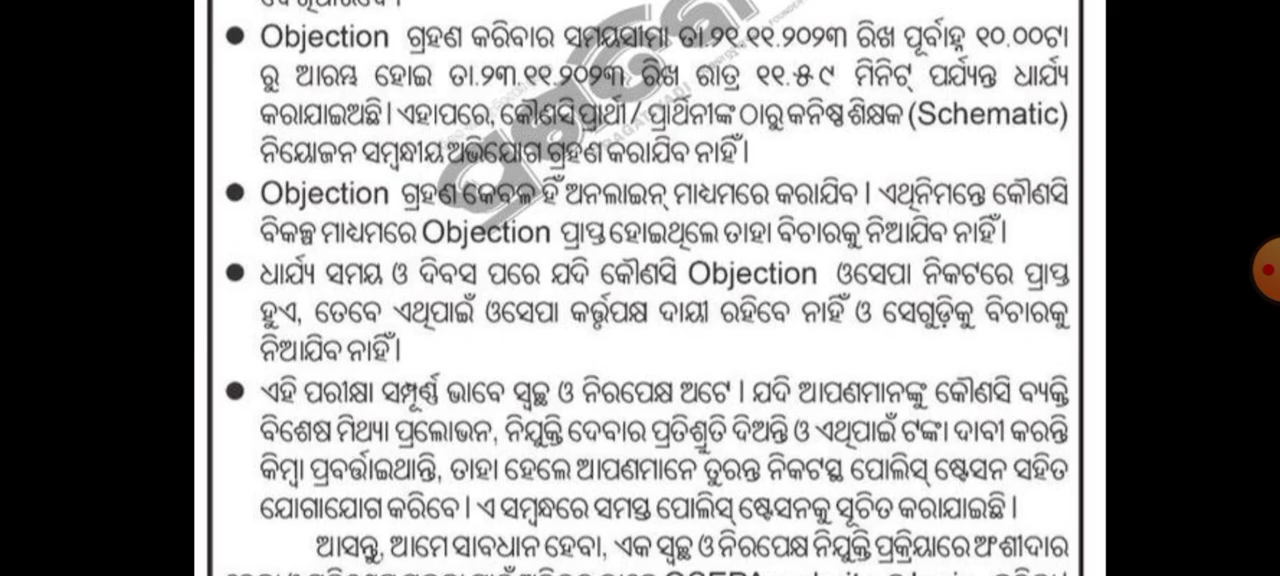 ● Objection ଗ୍ରହଣ କରିବାର ସମୟସୀମା ତା.୨୧.୧୧.୨୦୨୩ ରିଖ ପୂର୍ବାହ୍ନ ୧୦.୦୦ଟା
ରୁ ଆରମ୍ଭ ହୋଇ ତା.୨୩.୧୧.୨୦୨୩ ରିଖ ରାତ୍ର ୧୧.୫୯ ମିନିଟ୍ ପର୍ଯ୍ୟନ୍ତ ଧାର୍ଯ୍ୟ
କରାଯାଇଅଛି । ଏହାପରେ, କୌଣସି ପ୍ରାର୍ଥୀ / ପ୍ରାର୍ଥିନୀଙ୍କ ଠାରୁ କନିଷ୍ଠ ଶିକ୍ଷକ (Schematic)
ନିୟୋଜନ ସମ୍ବନ୍ଧୀୟ ଅଭିଯୋଗ ଗ୍ରହଣ କରାଯିବ ନାହିଁ ।
● Objection ଗ୍ରହଣ କେବଳ ହିଁ ଅନଲାଇନ୍ ମାଧ୍ୟମରେ କରାଯିବ । ଏଥିନିମନ୍ତେ କୌଣସି
ବିକଳ୍ପ ମାଧ୍ୟମରେ Objection ପ୍ରାପ୍ତ ହୋଇଥିଲେ ତାହା ବିଚାରକୁ ନିଆଯିବ ନାହିଁ ।
● ଧାର୍ଯ୍ୟ ସମୟ ଓ ଦିବସ ପରେ ଯଦି କୌଣସି Objection ଓସେପା ନିକଟରେ ପ୍ରାପ୍ତ
ହୁଏ, ତେବେ ଏଥିପାଇଁ ଓସେପା କର୍ତ୍ତୃପକ୍ଷ ଦାୟୀ ରହିବେ ନାହିଁ ଓ ସେଗୁଡ଼ିକୁ ବିଚାରକୁ
ନିଆଯିବ ନାହିଁ ।
● ଏହି ପରୀକ୍ଷା ସମ୍ପୂର୍ଣ୍ଣ ଭାବେ ସ୍ୱଚ୍ଛ ଓ ନିରପେକ୍ଷ ଅଟେ । ଯଦି ଆପଣମାନଙ୍କୁ କୌଣସି ବ୍ୟକ୍ତି
ବିଶେଷ ମିଥ୍ୟା ପ୍ରଲୋଭନ, ନିଯୁକ୍ତି ଦେବାର ପ୍ରତିଶ୍ରୁତି ଦିଅନ୍ତି ଓ ଏଥିପାଇଁ ଟଙ୍କା ଦାବୀ କରନ୍ତି
କିମ୍ବା ପ୍ରବର୍ତ୍ତାଇଥାନ୍ତି, ତାହା ହେଲେ ଆପଣମାନେ ତୁରନ୍ତ ନିକଟସ୍ଥ ପୋଲିସ୍ ଷ୍ଟେସନ ସହିତ
ଯୋଗାଯୋଗ କରିବେ । ଏ ସମ୍ବନ୍ଧରେ ସମସ୍ତ ପୋଲିସ୍ ଷ୍ଟେସନକୁ ସୂଚିତ କରାଯାଇଛି ।
ଆସନ୍ତୁ, ଆମେ ସାବଧାନ ହେବା, ଏକ ସ୍ୱଚ୍ଛ ଓ ନିରପେକ୍ଷ ନିଯୁକ୍ତି ପ୍ରକ୍ରିୟାରେ ଅଂଶୀଦାର